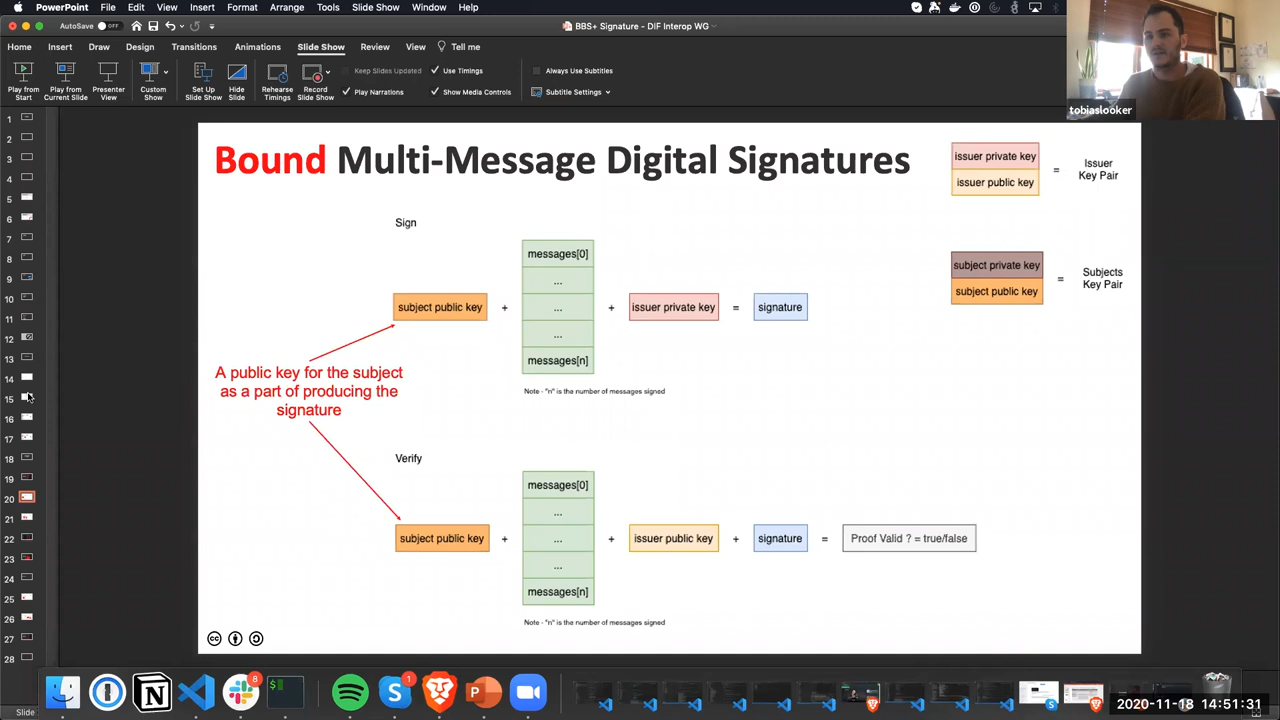 PowerPoint File Edit View Insert Format Arrange Tools Slide Show Window Help
AutoSave OFF
BBS+ Signature - DIF Interop WG
Home Insert Draw Design Transitions Animations Slide Show Review View Tell me
Play from Start
Play from Current Slide
Presenter View
Custom Show
Set Up Slide Show
Hide Slide
Rehearse Timings
Record Slide Show
Keep Slides Updated
Use Timings
Play Narrations
Show Media Controls
Always Use Subtitles
Subtitle Settings
tobiaslooker
1
2
3
4
5
6
7
8
9
10
11
12
13
14
15
16
17
18
19
20
21
22
23
24
25
26
27
28
Bound Multi-Message Digital Signatures
issuer private key
issuer public key
=
Issuer
Key Pair
subject private key
subject public key
=
Subjects
Key Pair
Sign
messages[0]
...
subject public key + ... + issuer private key = signature
...
messages[n]
Note - "n" is the number of messages signed
A public key for the subject
as a part of producing the
signature
Verify
messages[0]
...
subject public key + ... + issuer public key + signature = Proof Valid ? = true/false
...
messages[n]
Note - "n" is the number of messages signed
cc
8
$
1
Slide
2020-11-18 14:51:31